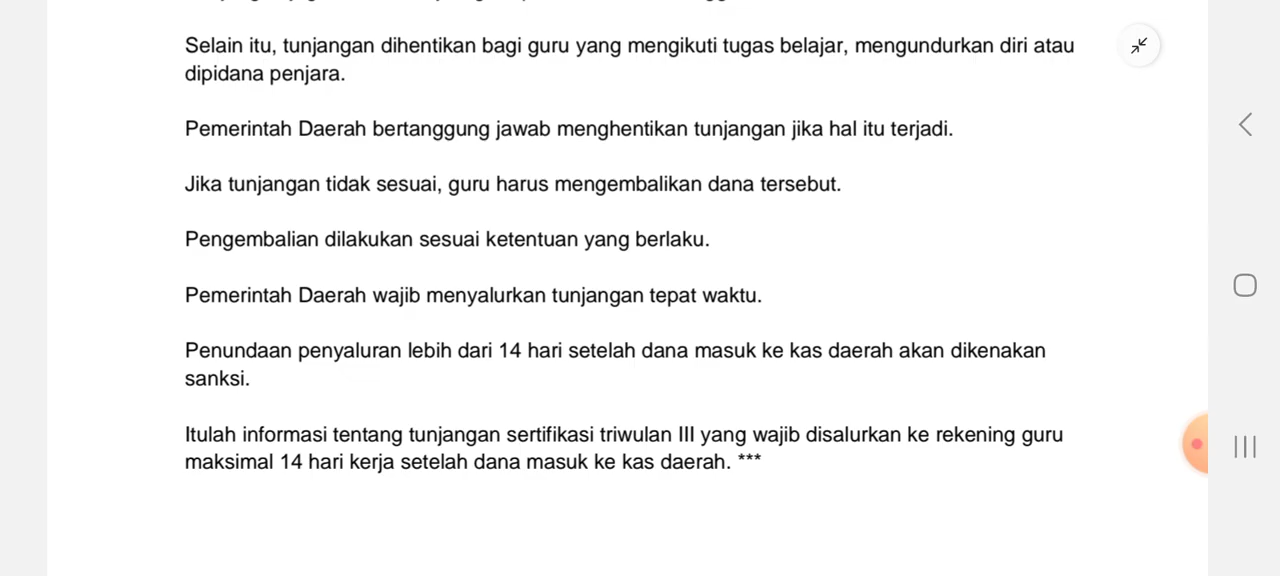 Selain itu, tunjangan dihentikan bagi guru yang mengikuti tugas belajar, mengundurkan diri atau
dipidana penjara.
Pemerintah Daerah bertanggung jawab menghentikan tunjangan jika hal itu terjadi.
Jika tunjangan tidak sesuai, guru harus mengembalikan dana tersebut.
Pengembalian dilakukan sesuai ketentuan yang berlaku.
Pemerintah Daerah wajib menyalurkan tunjangan tepat waktu.
Penundaan penyaluran lebih dari 14 hari setelah dana masuk ke kas daerah akan dikenakan
sanksi.
Itulah informasi tentang tunjangan sertifikasi triwulan III yang wajib disalurkan ke rekening guru
maksimal 14 hari kerja setelah dana masuk ke kas daerah. ***